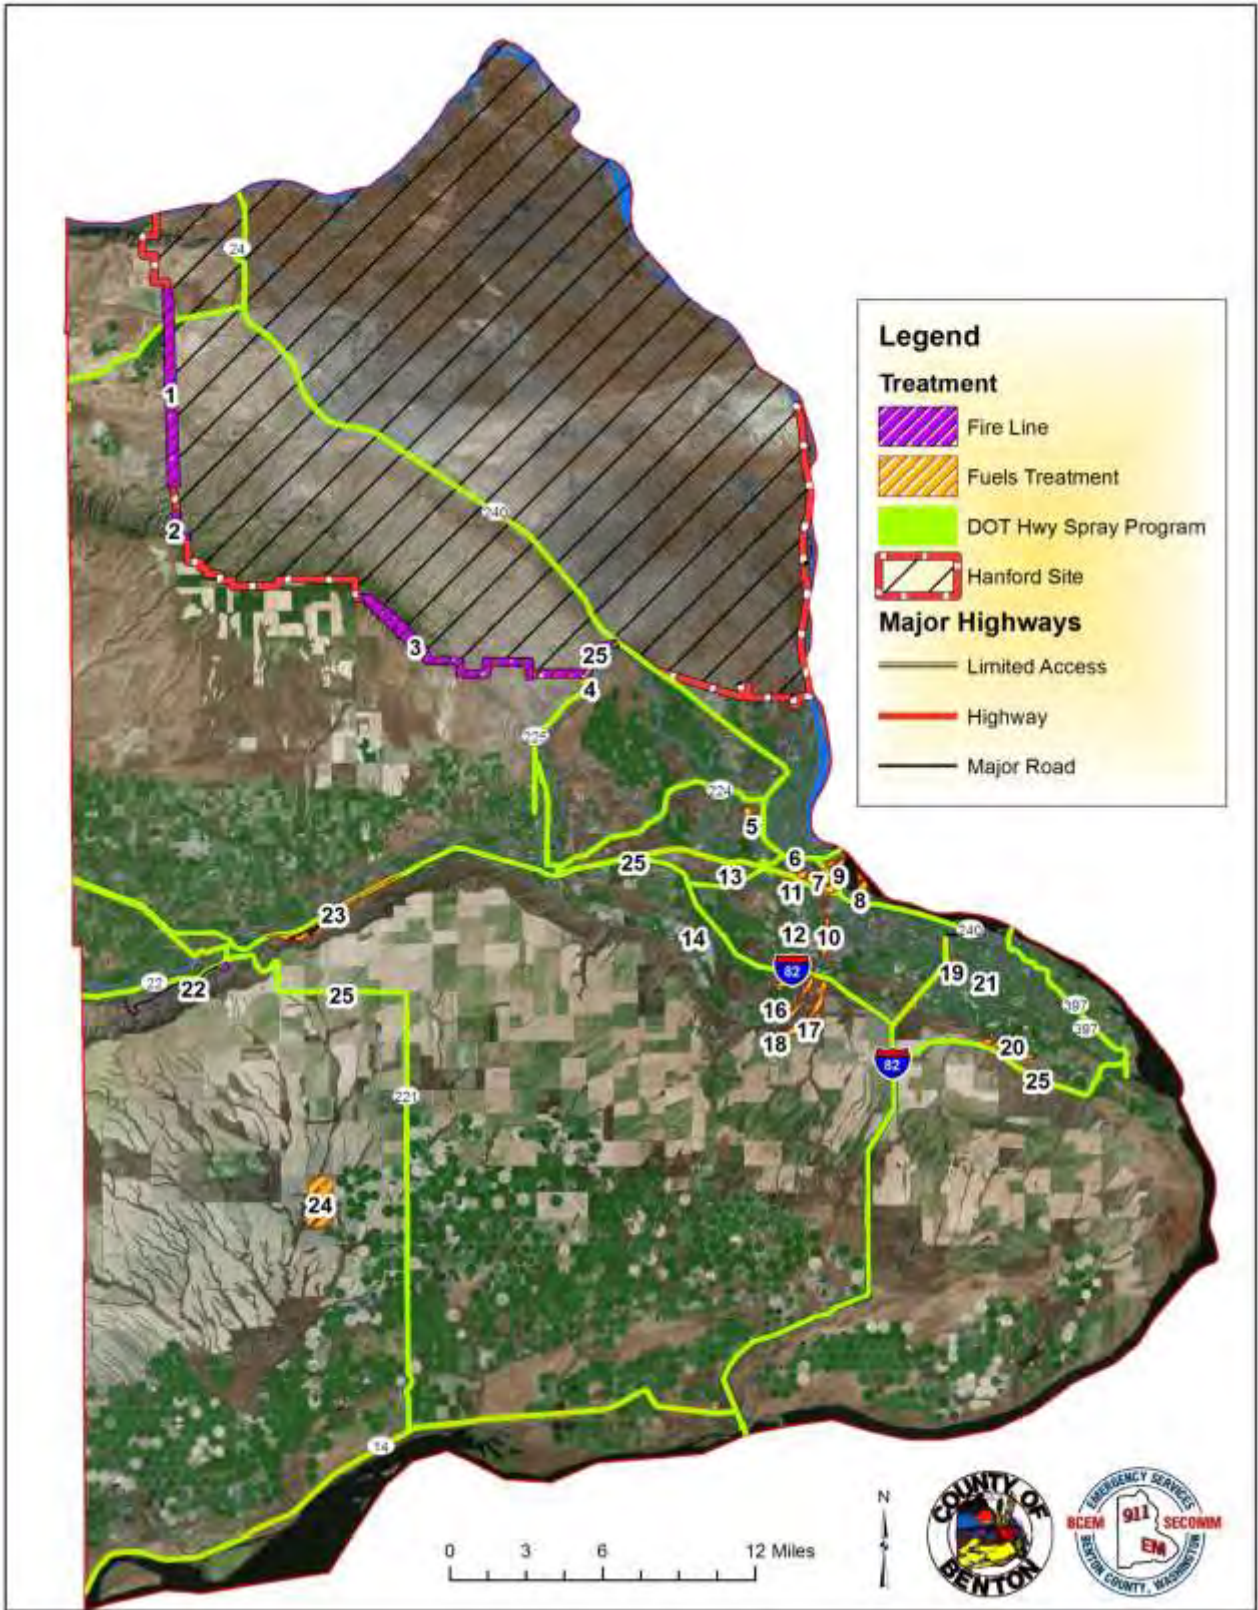 24
1
2
240
3
25
4
225
224
5
6
25
13
7
9
11
8
23
14
12
10
240
82
19
21
22
22
25
16
17
18
397
397
20
82
25
221
24
14
Legend
Treatment
Fire Line
Fuels Treatment
DOT Hwy Spray Program
Hanford Site
Major Highways
Limited Access
Highway
Major Road
0 3 6 12 Miles
N
COUNTY OF
BENTON
EMERGENCY SERVICES
BCEM 911 SECOMM
EM
BENTON COUNTY, WASHINGTON